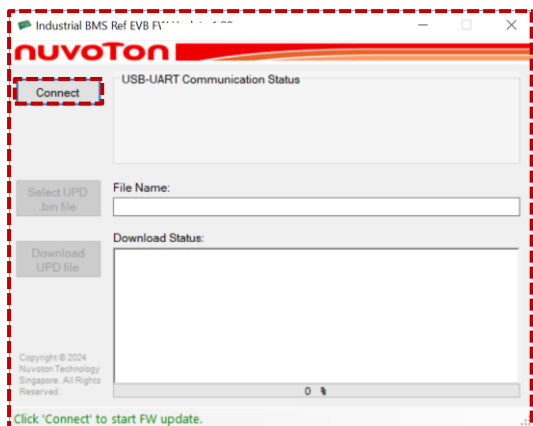 Industrial BMS Ref EVB
nuvoTon
Connect
USB-UART Communication Status
Select UPD
.bin file
File Name:
Download
UPD file
Download Status:
Copyright © 2024
Nuvoton Technology
Singapore. All Rights
Reserved.
0 %
Click 'Connect' to start FW update.